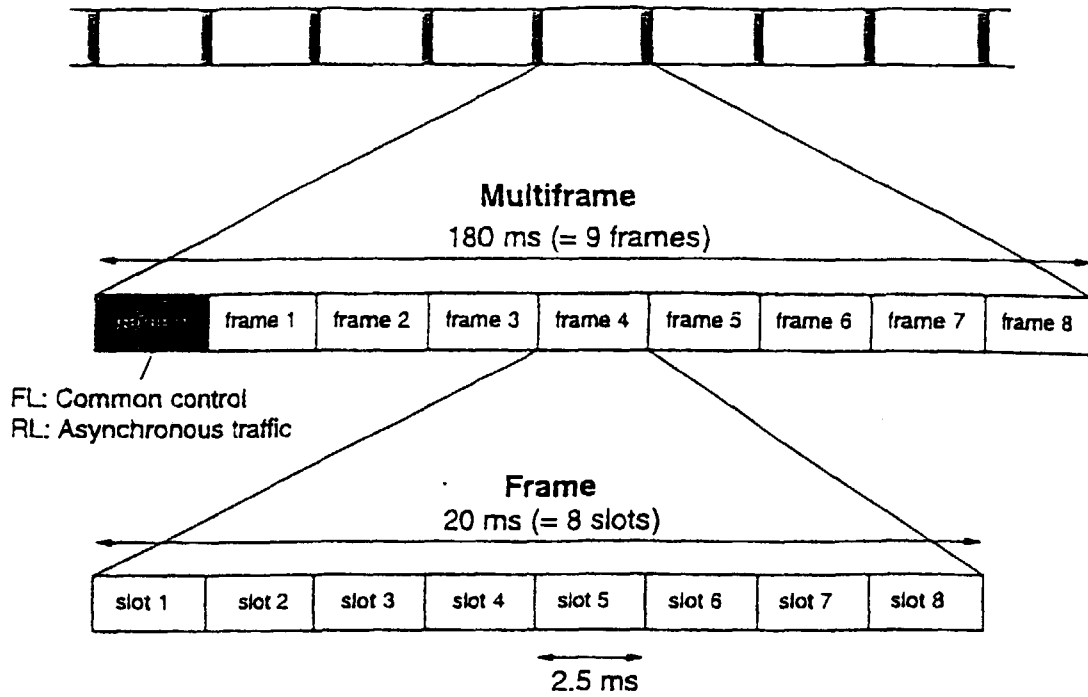 Multiframe
180 ms (= 9 frames)
frame 1 frame 2 frame 3 frame 4 frame 5 frame 6 frame 7 frame 8
FL: Common control
RL: Asynchronous traffic
Frame
20 ms (= 8 slots)
slot 1 slot 2 slot 3 slot 4 slot 5 slot 6 slot 7 slot 8
2.5 ms